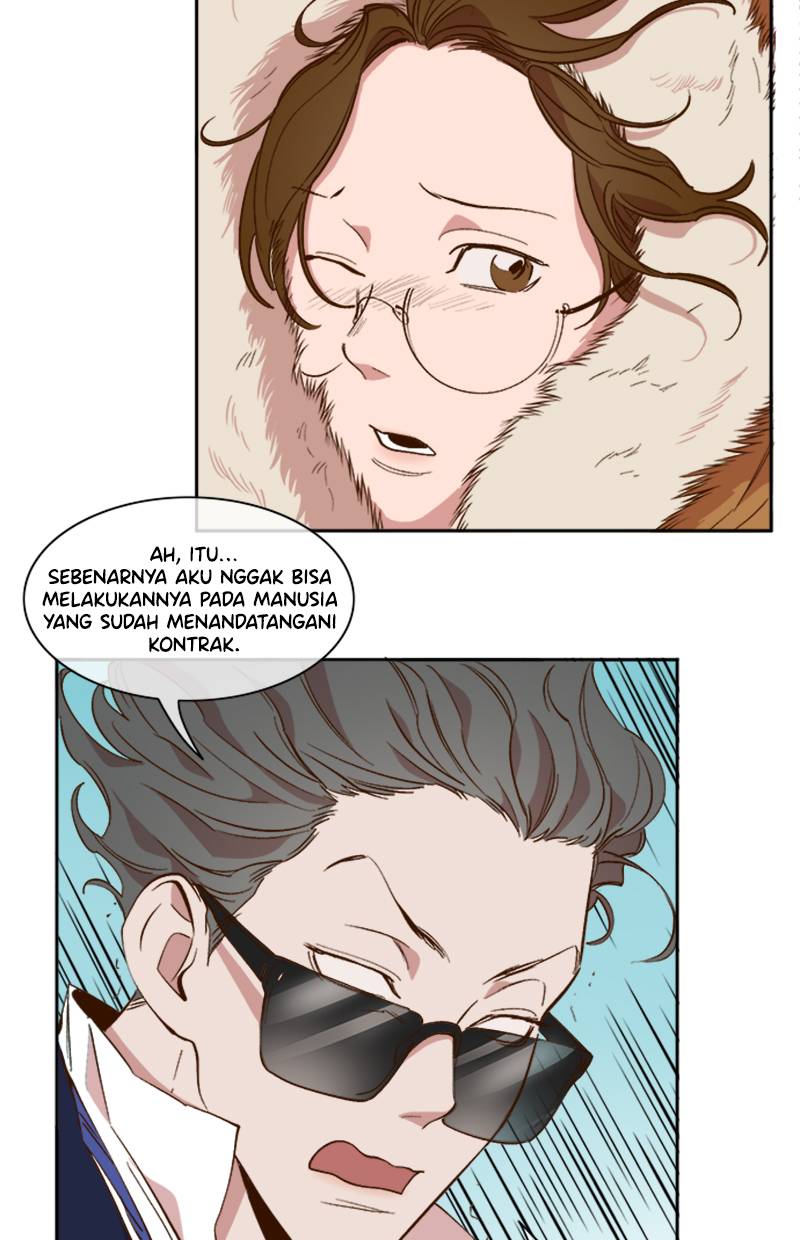 AH, ITU...
SEBENARNYA AKU NGGAK BISA
MELAKUKANNYA PADA MANUSIA
YANG SUDAH MENANDATANGANI
KONTRAK.